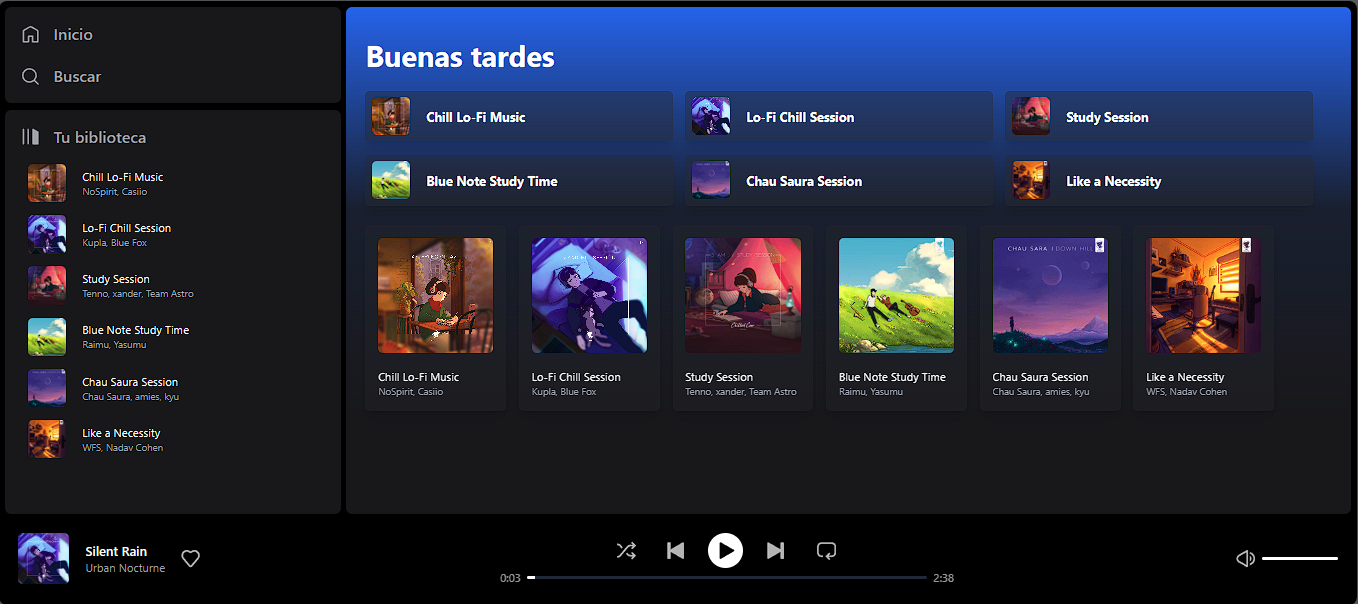 Inicio
Buscar
Tu biblioteca
Chill Lo-Fi Music
NoSpirit, Casiio
Lo-Fi Chill Session
Kupla, Blue Fox
Study Session
Tenno, xander, Team Astro
Blue Note Study Time
Raimu, Yasumu
Chau Saura Session
Chau Saura, amies, kyu
Like a Necessity
WFS, Nadav Cohen
Buenas tardes
Chill Lo-Fi Music
Lo-Fi Chill Session
Study Session
Blue Note Study Time
Chau Saura Session
Like a Necessity
CHAU SARA
DOWN HILL
Chill Lo-Fi Music
NoSpirit, Casiio
Lo-Fi Chill Session
Kupla, Blue Fox
Study Session
Tenno, xander, Team Astro
Blue Note Study Time
Raimu, Yasumu
Chau Saura Session
Chau Saura, amies, kyu
Like a Necessity
WFS, Nadav Cohen
Silent Rain
Urban Nocturne
0:03
2:38